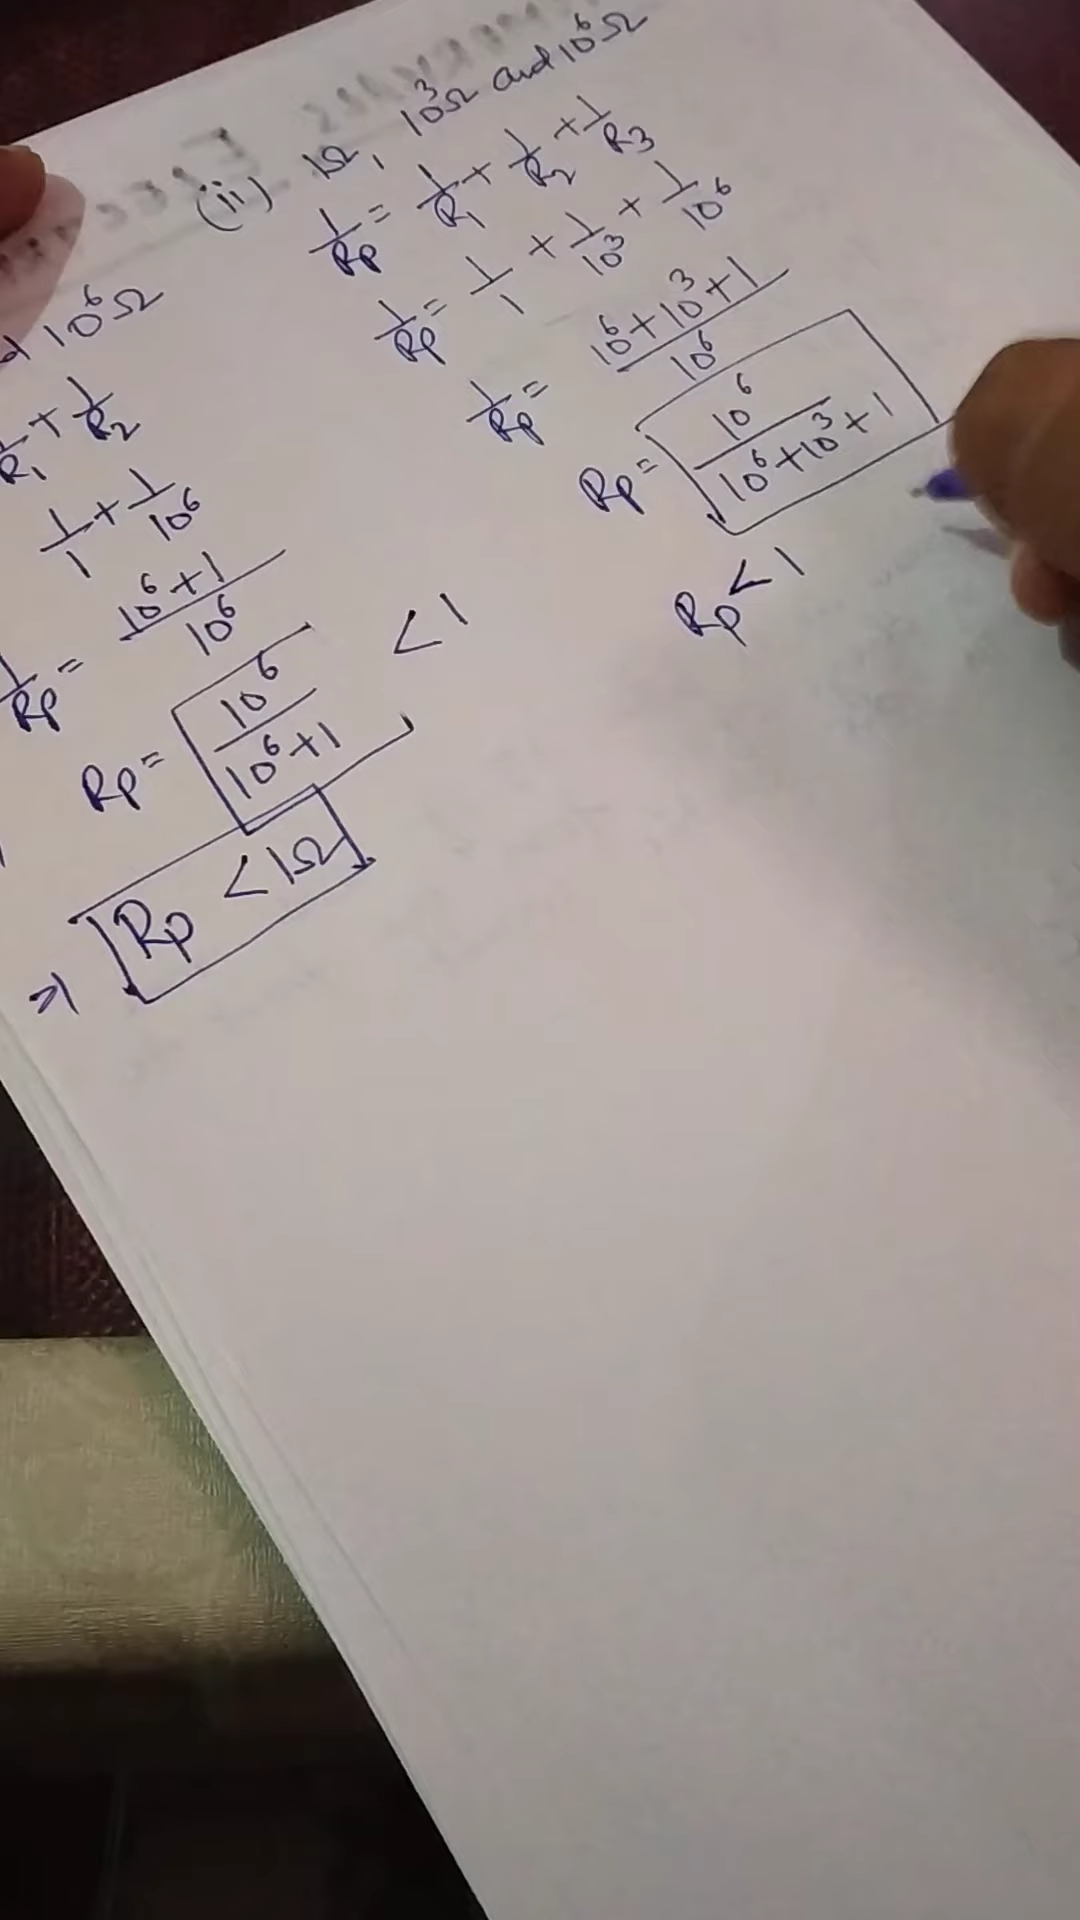 10⁶Ω
1/R₁ + 1/R₂
1/1 + 1/10⁶
1/Rp = (10⁶+1)/10⁶
Rp = 10⁶/(10⁶+1) < 1
⇒ Rp < 1Ω
(ii) 1Ω, 10³Ω and 10⁶Ω
1/Rp = 1/R₁ + 1/R₂ + 1/R3
1/Rp = 1/1 + 1/10³ + 1/10⁶
1/Rp = (10⁶+10³+1)/10⁶
Rp = 10⁶/(10⁶+10³+1)
Rp < 1